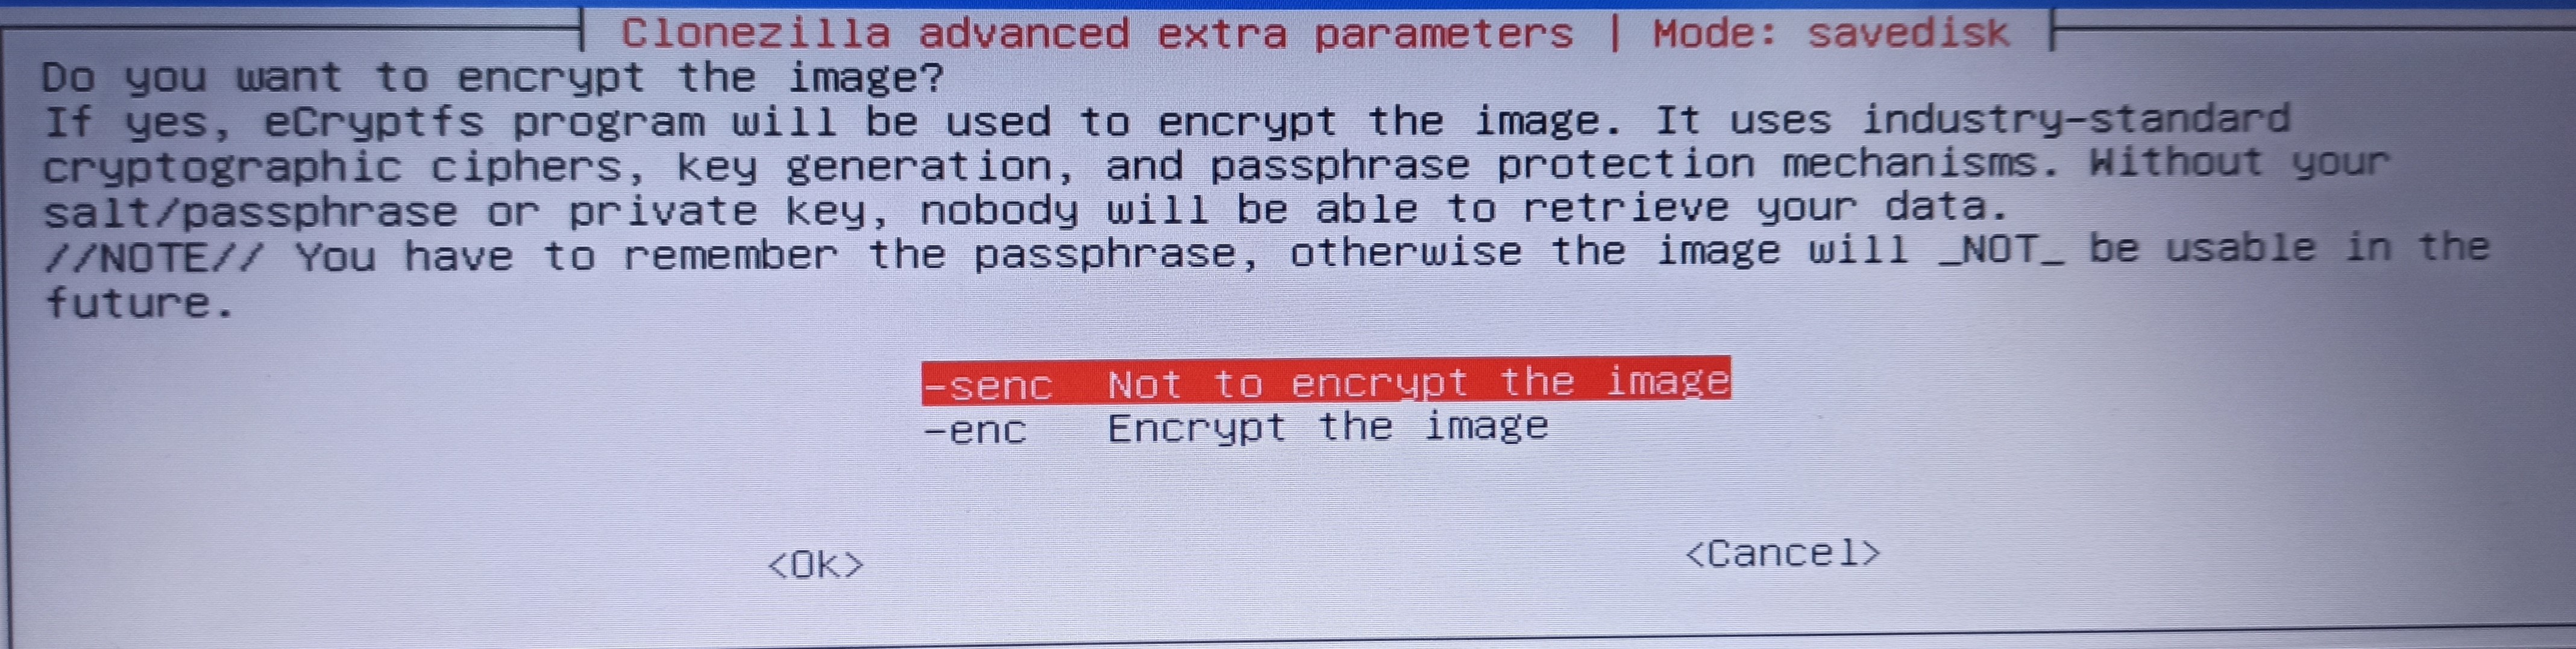 Clonezilla advanced extra parameters | Mode: savedisk
Do you want to encrypt the image?
If yes, eCryptfs program will be used to encrypt the image. It uses industry-standard
cryptographic ciphers, key generation, and passphrase protection mechanisms. Without your
salt/passphrase or private key, nobody will be able to retrieve your data.
//NOTE// You have to remember the passphrase, otherwise the image will _NOT_ be usable in the
future.
-senc Not to encrypt the image
-enc Encrypt the image
<Ok> <Cancel>